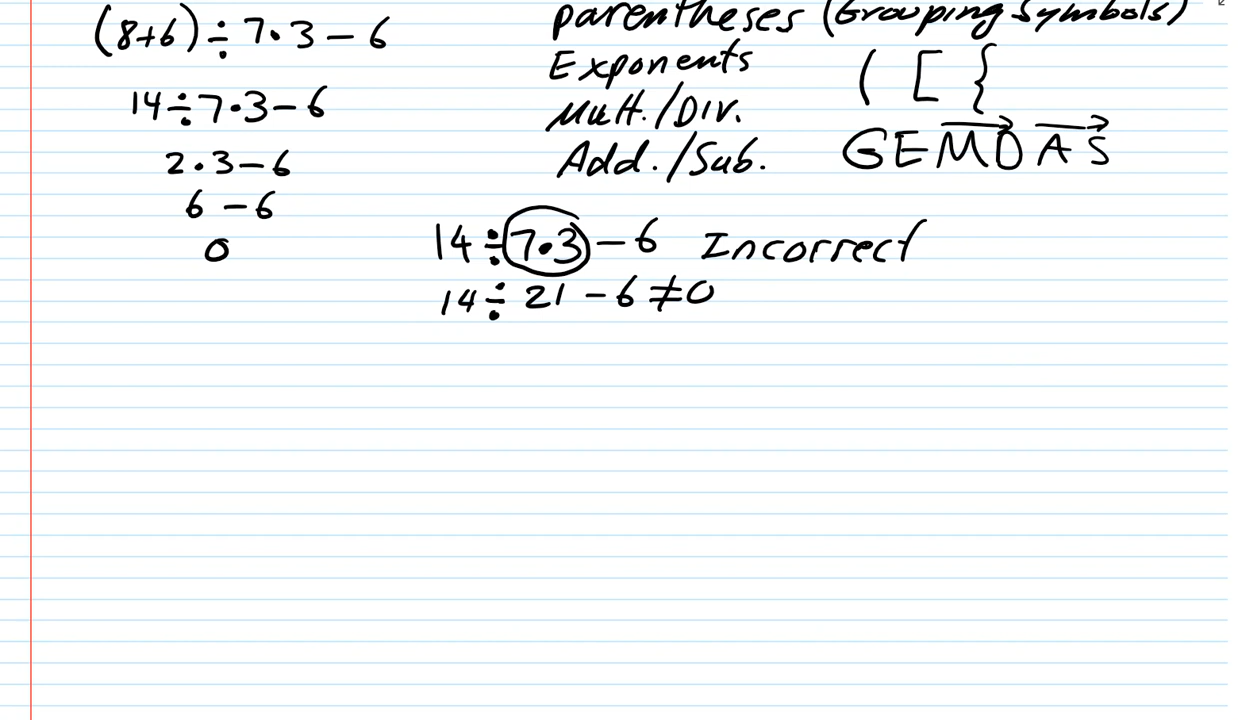 (8+6) ÷ 7 · 3 − 6
14 ÷ 7 · 3 − 6
2 · 3 − 6
6 − 6
0
parentheses (Grouping Symbols)
Exponents
Mult./Div.
Add./Sub.
( [ {
GEMDAS
14 ÷ 7 · 3 − 6 Incorrect
14 ÷ 21 − 6 ≠ 0